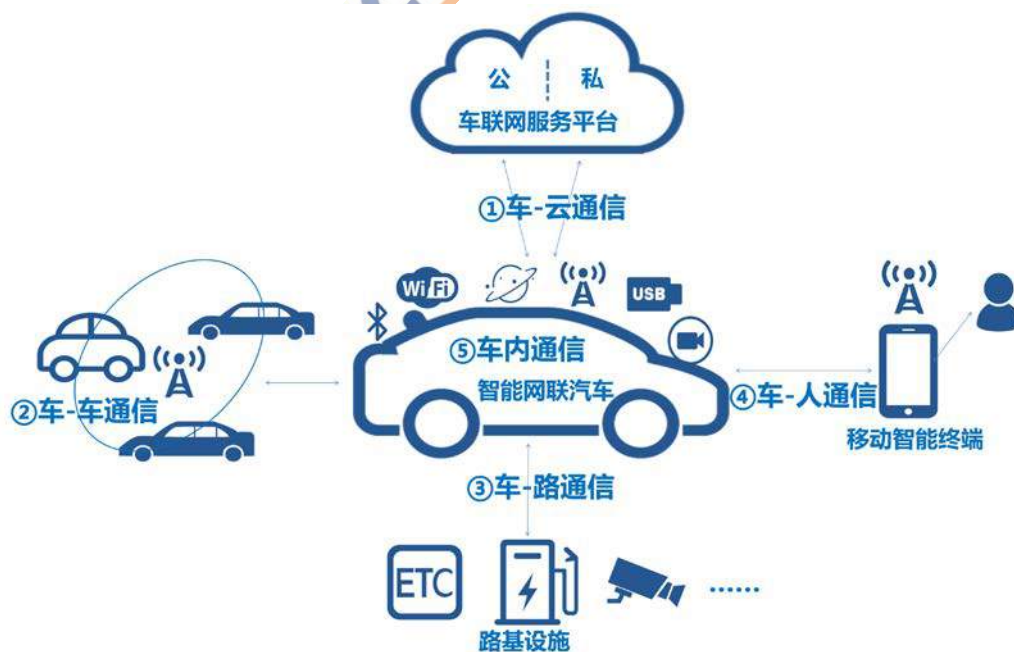 公 私
车联网服务平台
①车-云通信
WiFi
USB
⑤车内通信
智能网联汽车
②车-车通信
④车-人通信
移动智能终端
③车-路通信
ETC
......
路基设施